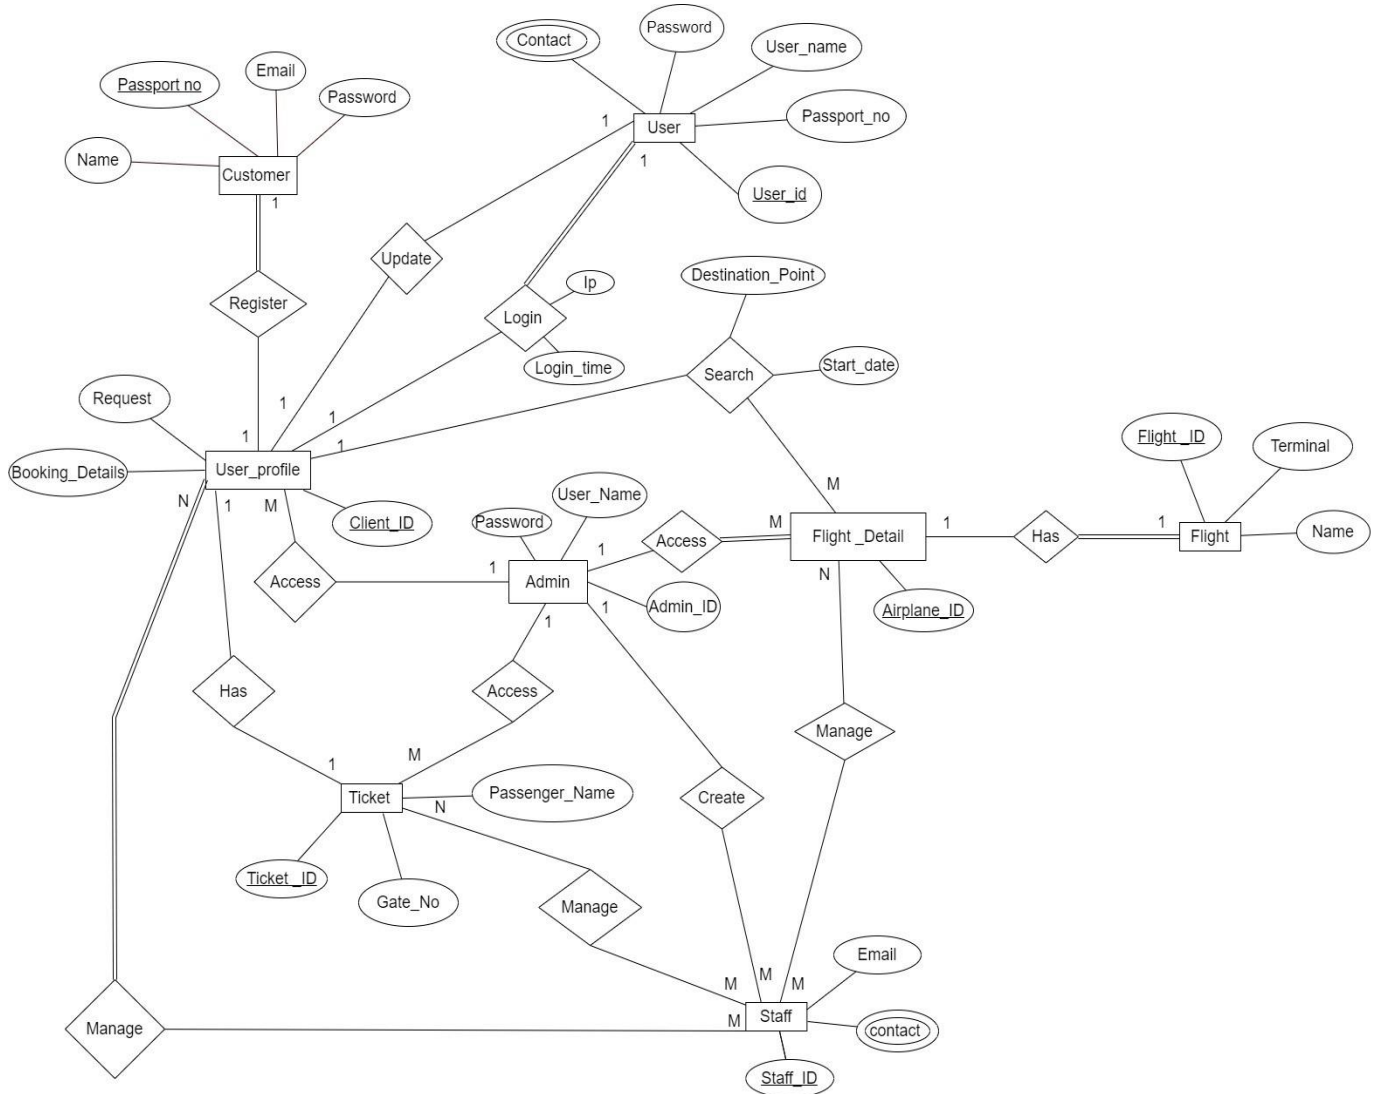 Contact
Password
User_name
Email
Passport no
Password
Passport_no
1
User
1
Name
Customer
1
User_id
Update
Destination_Point
Ip
Register
Login
Login_time
Search
Start_date
Request
1
1
1
1
Flight _ID
Terminal
Booking_Details
User_profile
N
1
M
M
User_Name
Password
Client_ID
M
1
1
Access
1
Flight _Detail
Has
Flight
Name
Access
1
Admin
N
1
1
Admin_ID
Airplane_ID
Has
Access
Manage
M
1
Ticket
N
Passenger_Name
Create
Ticket _ID
Gate_No
Manage
Email
M
M
M
M
Staff
contact
Manage
Staff_ID